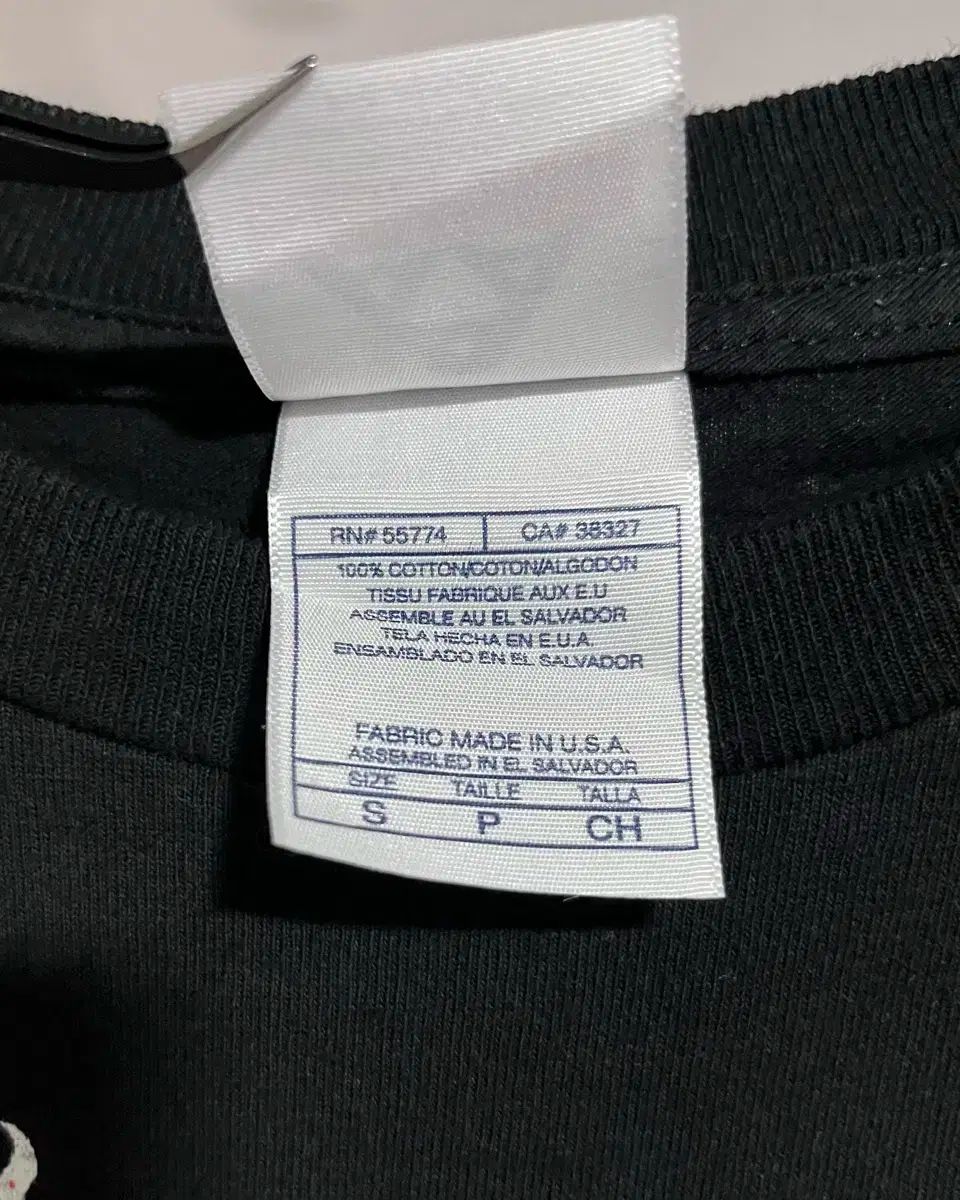 RN# 55774 CA# 38327
100% COTTON/COTON/ALGODON
TISSU FABRIQUE AUX E.U
ASSEMBLE AU EL SALVADOR
TELA HECHA EN E.U.A.
ENSAMBLADO EN EL SALVADOR
FABRIC MADE IN U.S.A.
ASSEMBLED IN EL SALVADOR
SIZE TAILLE TALLA
S P CH